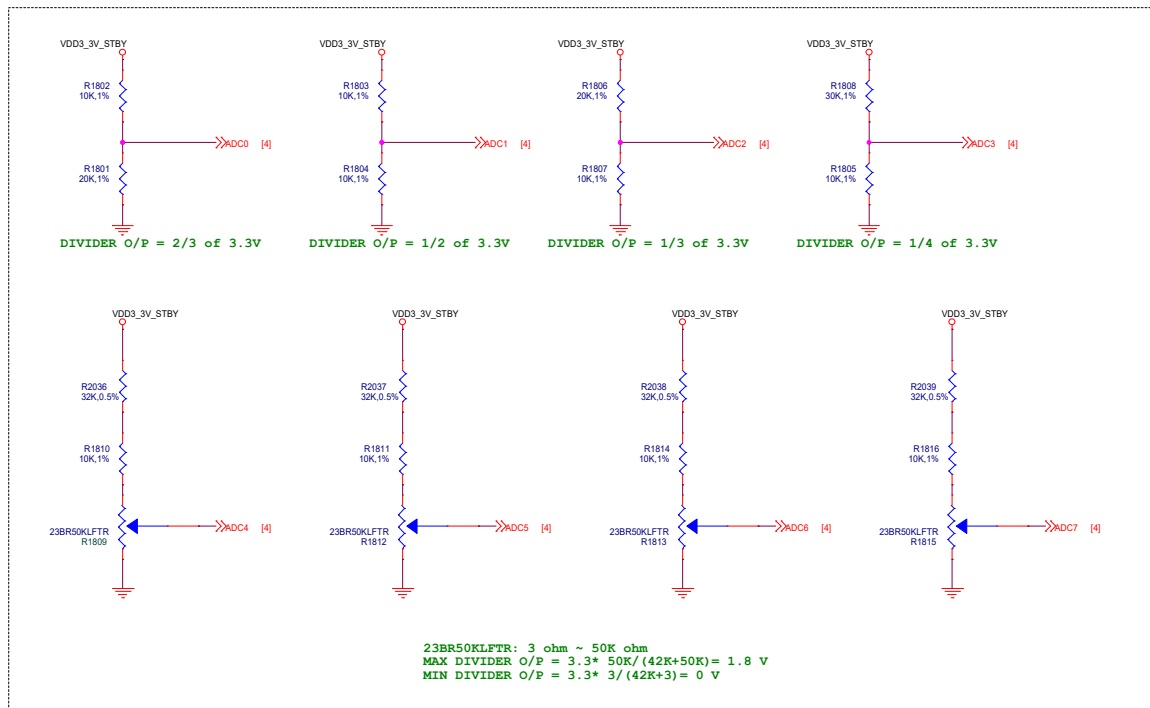 VDD3_3V_STBY
R1802
10K,1%
ADC0 [4]
R1801
20K,1%
DIVIDER O/P = 2/3 of 3.3V
VDD3_3V_STBY
R1803
10K,1%
ADC1 [4]
R1804
10K,1%
DIVIDER O/P = 1/2 of 3.3V
VDD3_3V_STBY
R1806
20K,1%
ADC2 [4]
R1807
10K,1%
DIVIDER O/P = 1/3 of 3.3V
VDD3_3V_STBY
R1808
30K,1%
ADC3 [4]
R1805
10K,1%
DIVIDER O/P = 1/4 of 3.3V
VDD3_3V_STBY
R2036
32K,0.5%
R1810
10K,1%
23BR50KLFTR
R1809
ADC4 [4]
VDD3_3V_STBY
R2037
32K,0.5%
R1811
10K,1%
23BR50KLFTR
R1812
ADC5 [4]
VDD3_3V_STBY
R2038
32K,0.5%
R1814
10K,1%
23BR50KLFTR
R1813
ADC6 [4]
VDD3_3V_STBY
R2039
32K,0.5%
R1816
10K,1%
23BR50KLFTR
R1815
ADC7 [4]
23BR50KLFTR: 3 ohm ~ 50K ohm
MAX DIVIDER O/P = 3.3* 50K/(42K+50K)= 1.8 V
MIN DIVIDER O/P = 3.3* 3/(42K+3)= 0 V